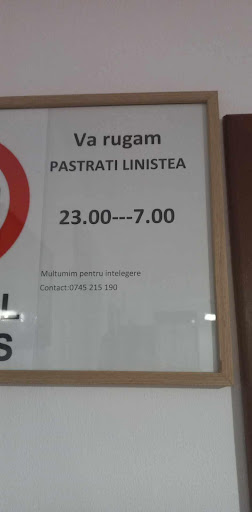 Va rugam
PASTRATI LINISTEA
23.00---7.00
Multumim pentru intelegere
Contact:0745 215 190
L
S